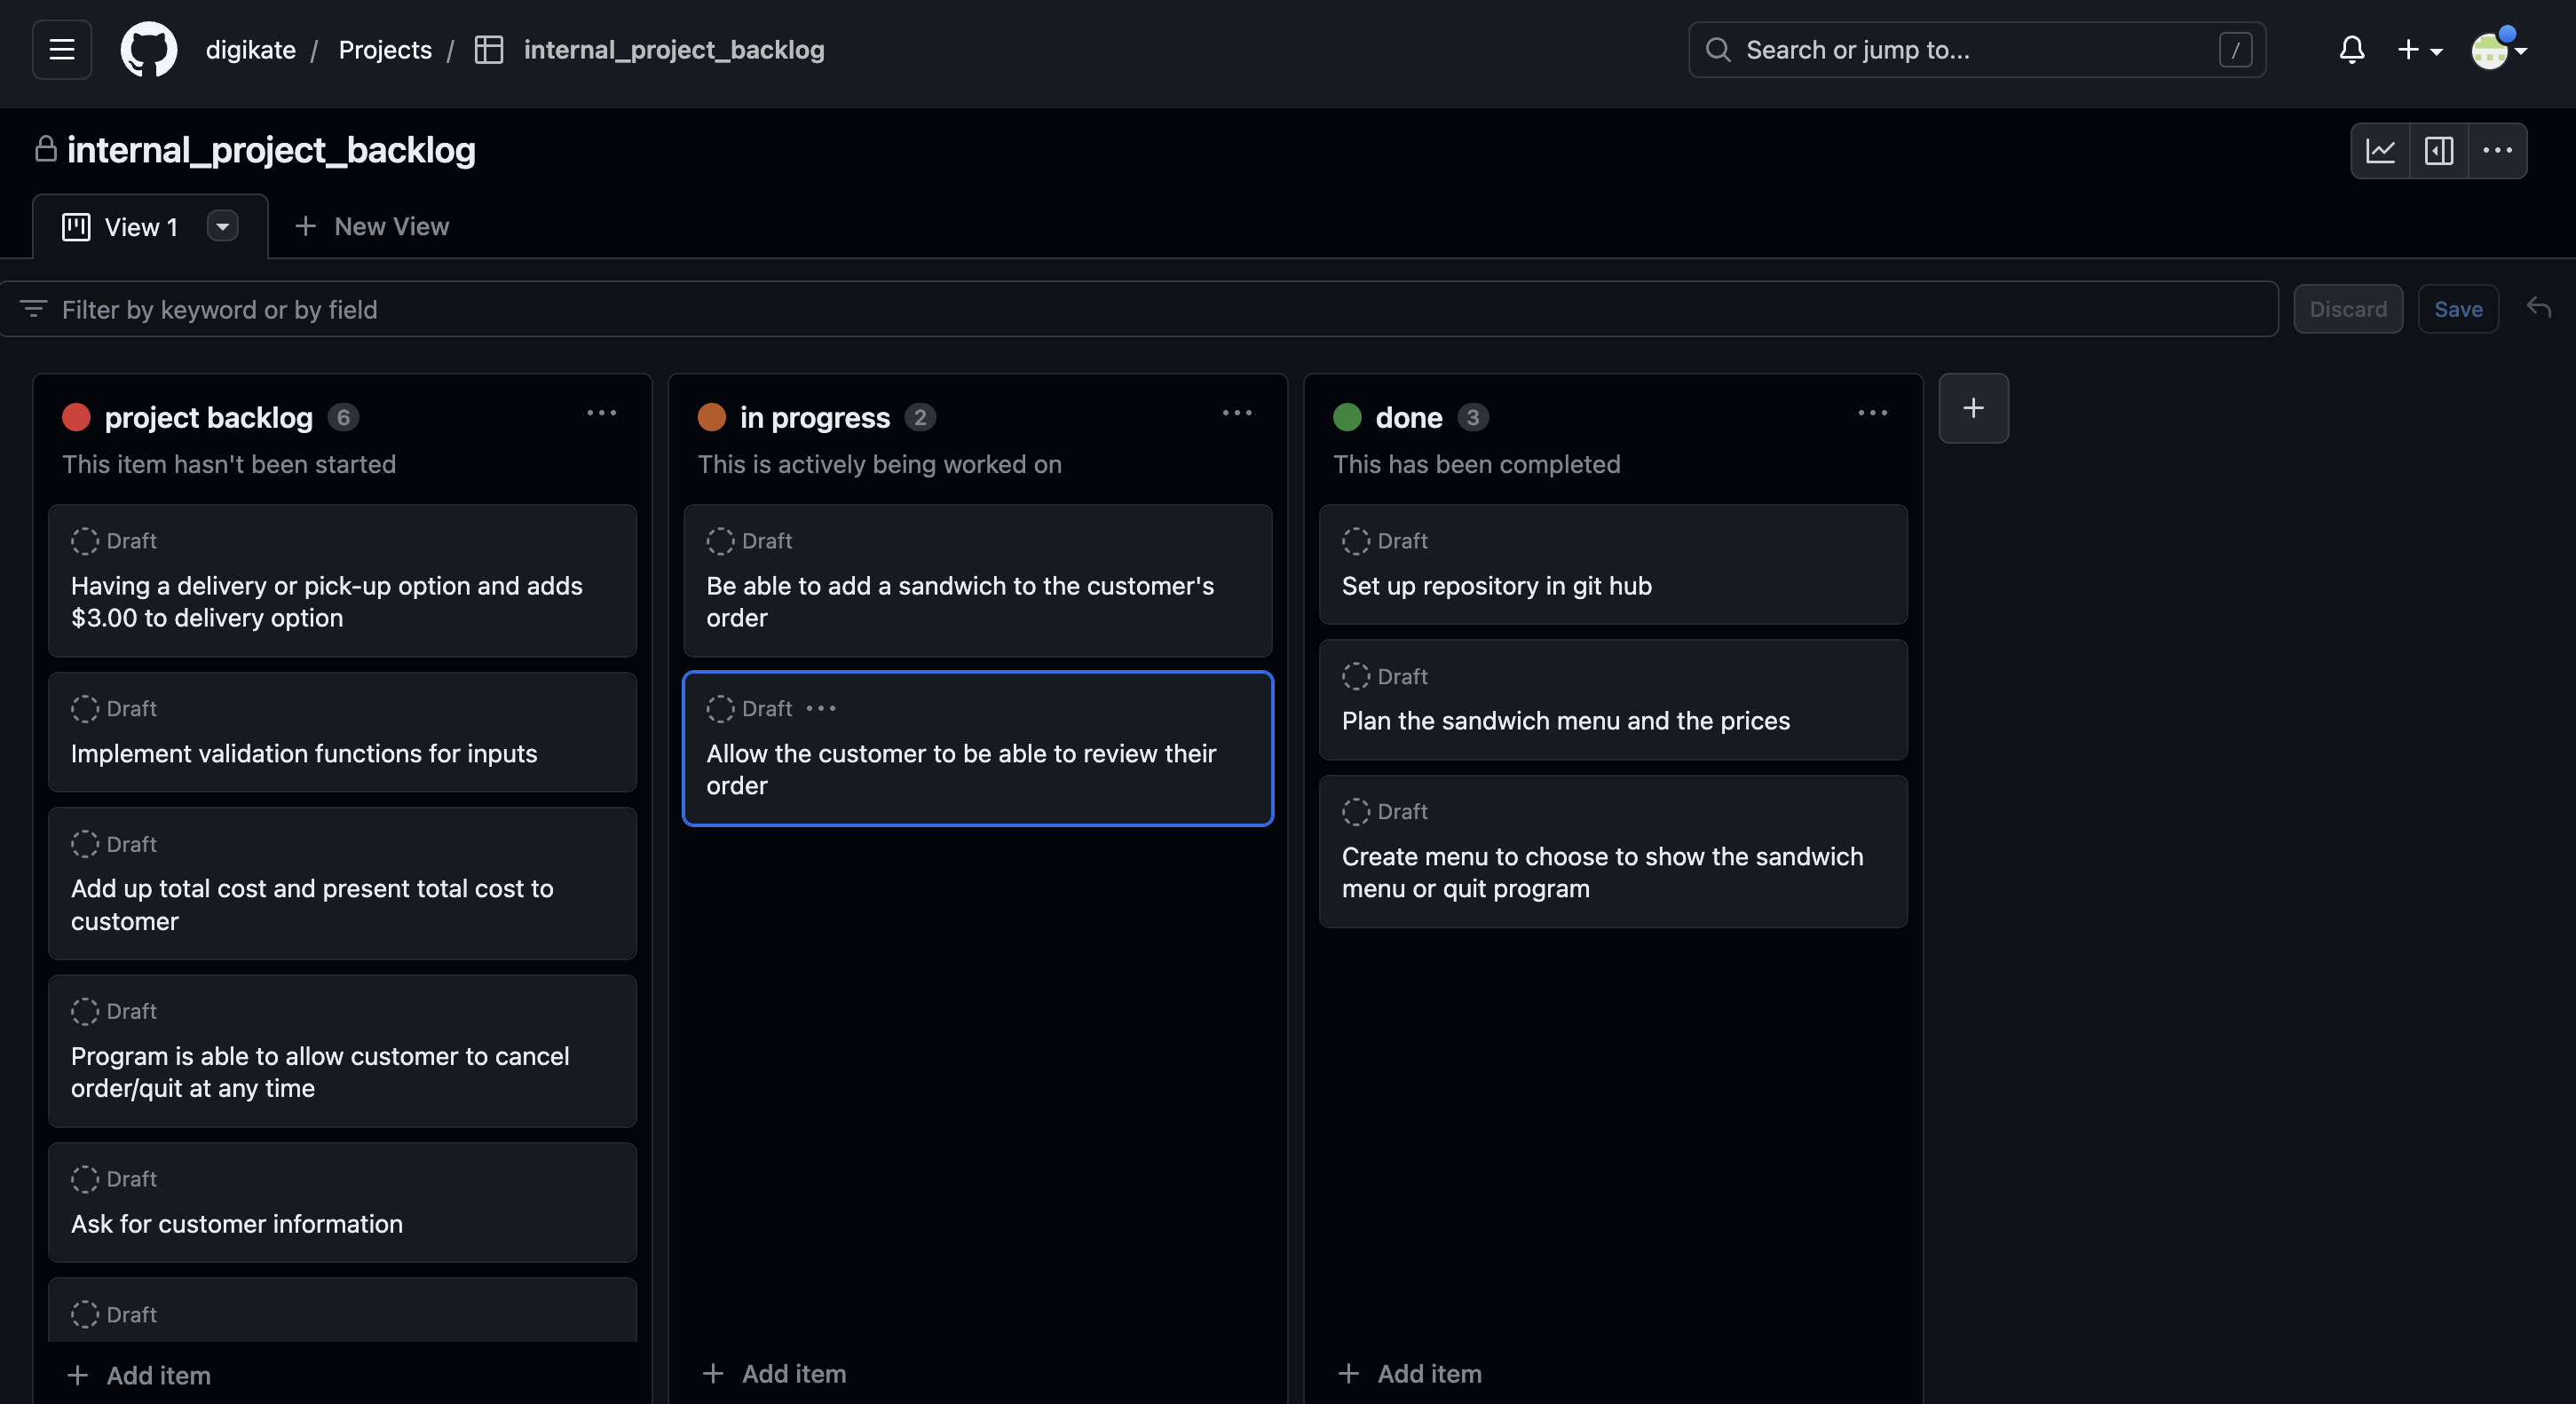 digikate / Projects / internal_project_backlog
Search or jump to... /
internal_project_backlog
View 1
New View
Filter by keyword or by field
Discard
Save
project backlog 6
This item hasn't been started
Draft
Having a delivery or pick-up option and adds
$3.00 to delivery option
Draft
Implement validation functions for inputs
Draft
Add up total cost and present total cost to
customer
Draft
Program is able to allow customer to cancel
order/quit at any time
Draft
Ask for customer information
Draft
Add item
in progress 2
This is actively being worked on
Draft
Be able to add a sandwich to the customer's
order
Draft
Allow the customer to be able to review their
order
Add item
done 3
This has been completed
Draft
Set up repository in git hub
Draft
Plan the sandwich menu and the prices
Draft
Create menu to choose to show the sandwich
menu or quit program
Add item